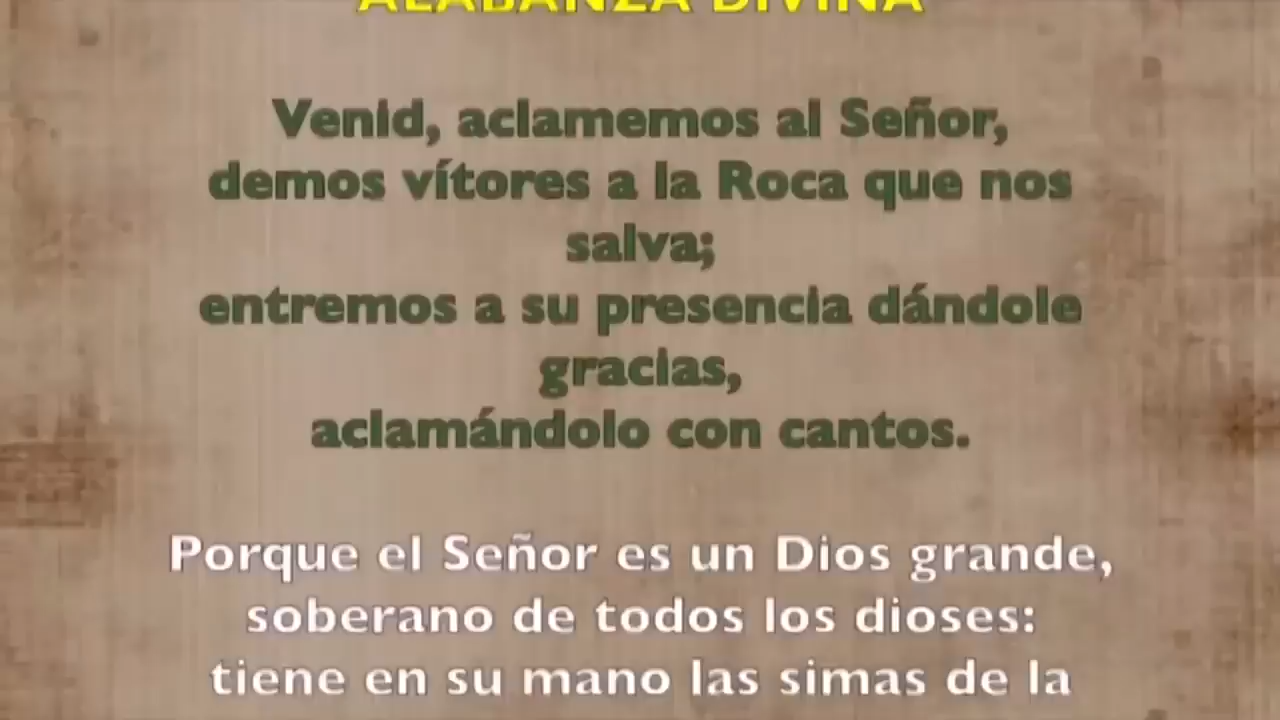 ALABANZA DIVINA
Venid, aclamemos al Señor,
demos vítores a la Roca que nos
salva;
entremos a su presencia dándole
gracias,
aclamándolo con cantos.
Porque el Señor es un Dios grande,
soberano de todos los dioses:
tiene en su mano las simas de la